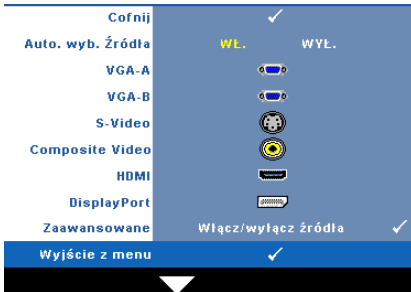 Cofnij
Auto. wyb. Źródła WŁ. WYŁ.
VGA-A
VGA-B
S-Video
Composite Video
HDMI
DisplayPort
Zaawansowane Włącz/wyłącz źródła
Wyjście z menu